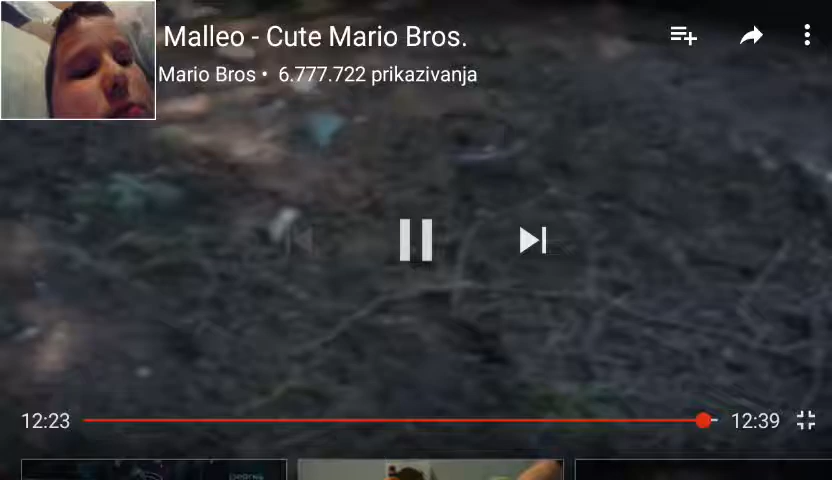 Malleo - Cute Mario Bros.
Mario Bros • 6.777.722 prikazivanja
12:23
12:39